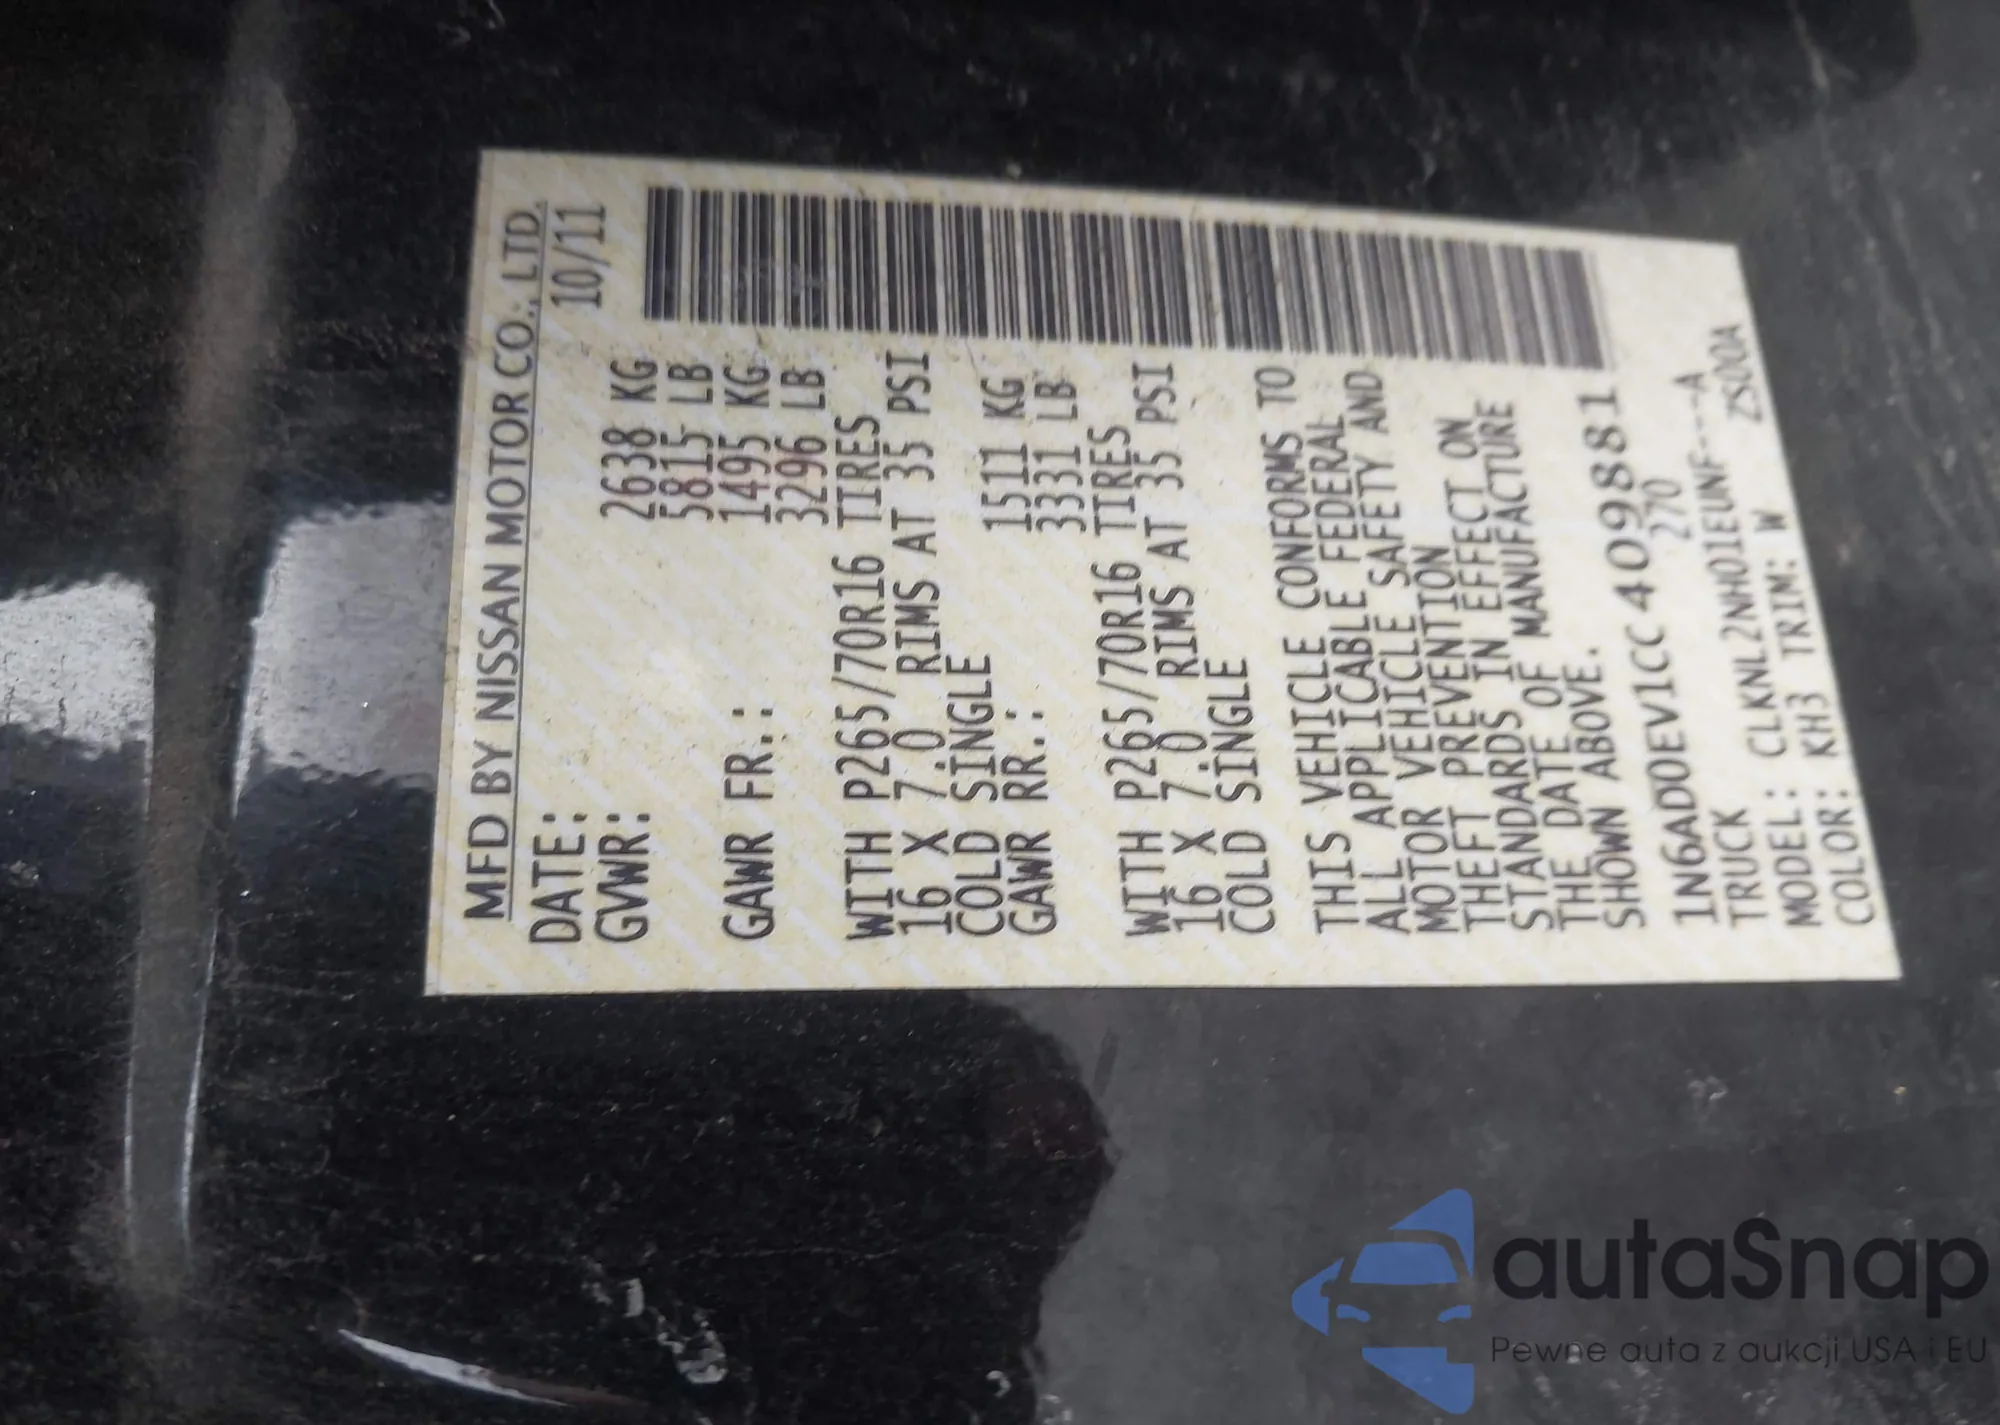 MFD BY NISSAN MOTOR CO., LTD.
DATE: 10/11
GVWR: 2638 KG
5815 LB
GAWR FR.: 1495 KG
3296 LB
WITH P265/70R16 TIRES
16 X 7.0 RIMS AT 35 PSI
COLD SINGLE
GAWR RR.: 1511 KG
3331 LB
WITH P265/70R16 TIRES
16 X 7.0 RIMS AT 35 PSI
COLD SINGLE
THIS VEHICLE CONFORMS TO
ALL APPLICABLE FEDERAL
MOTOR VEHICLE SAFETY AND
THEFT PREVENTION
STANDARDS IN EFFECT ON
THE DATE OF MANUFACTURE
SHOWN ABOVE.
1N6AD0EV1CC409881
TRUCK 270
MODEL: CLKNL2NH01EUNF---A
COLOR: KH3 TRIM: W ZS00A
autaSnap
Pewne auta z aukcji USA i EU